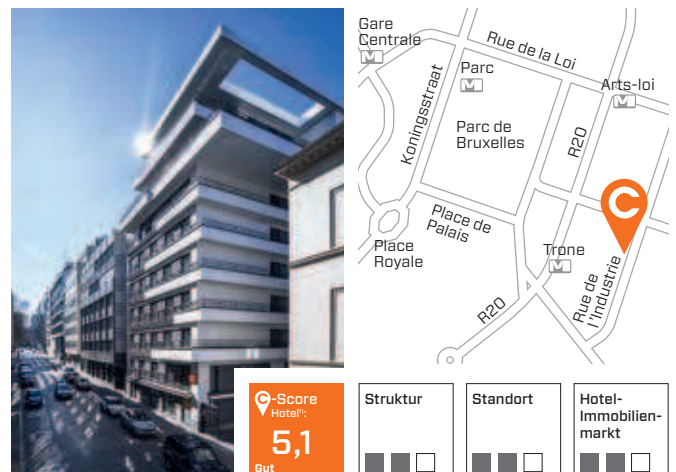 Gare
Centrale
M
Rue de la Loi
Parc
M
Arts-loi
M
Koningsstraat
Parc de
Bruxelles
R20
C
Place de
Palais
Place
Royale
Trone
M
Rue de
l'Industrie
R20
C-Score
Hotel¹⁾:
5,1
Gut
Struktur
Standort
Hotel-
Immobilien-
markt